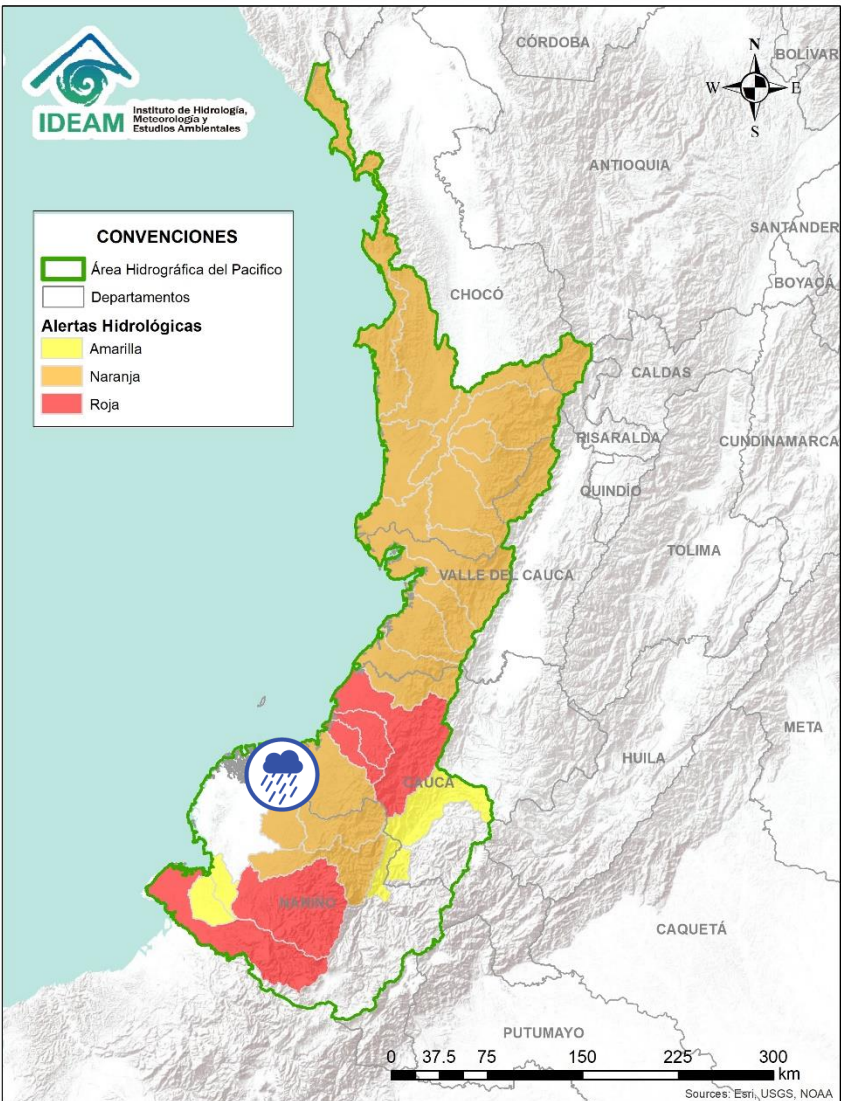 IDEAM
Instituto de Hidrología,
Meteorología y
Estudios Ambientales
CÓRDOBA
BOLÍVAR
N
W
E
S
ANTIOQUIA
SANTANDER
BOYACÁ
CONVENCIONES
Área Hidrográfica del Pacifico
Departamentos
Alertas Hidrológicas
Amarilla
Naranja
Roja
CHOCÓ
CALDAS
RISARALDA
CUNDINAMARCA
QUINDÍO
TOLIMA
VALLE DEL CAUCA
META
HUILA
CAUCA
NARIÑO
CAQUETÁ
PUTUMAYO
0 37.5 75 150 225 300
km
Sources: Esri, USGS, NOAA